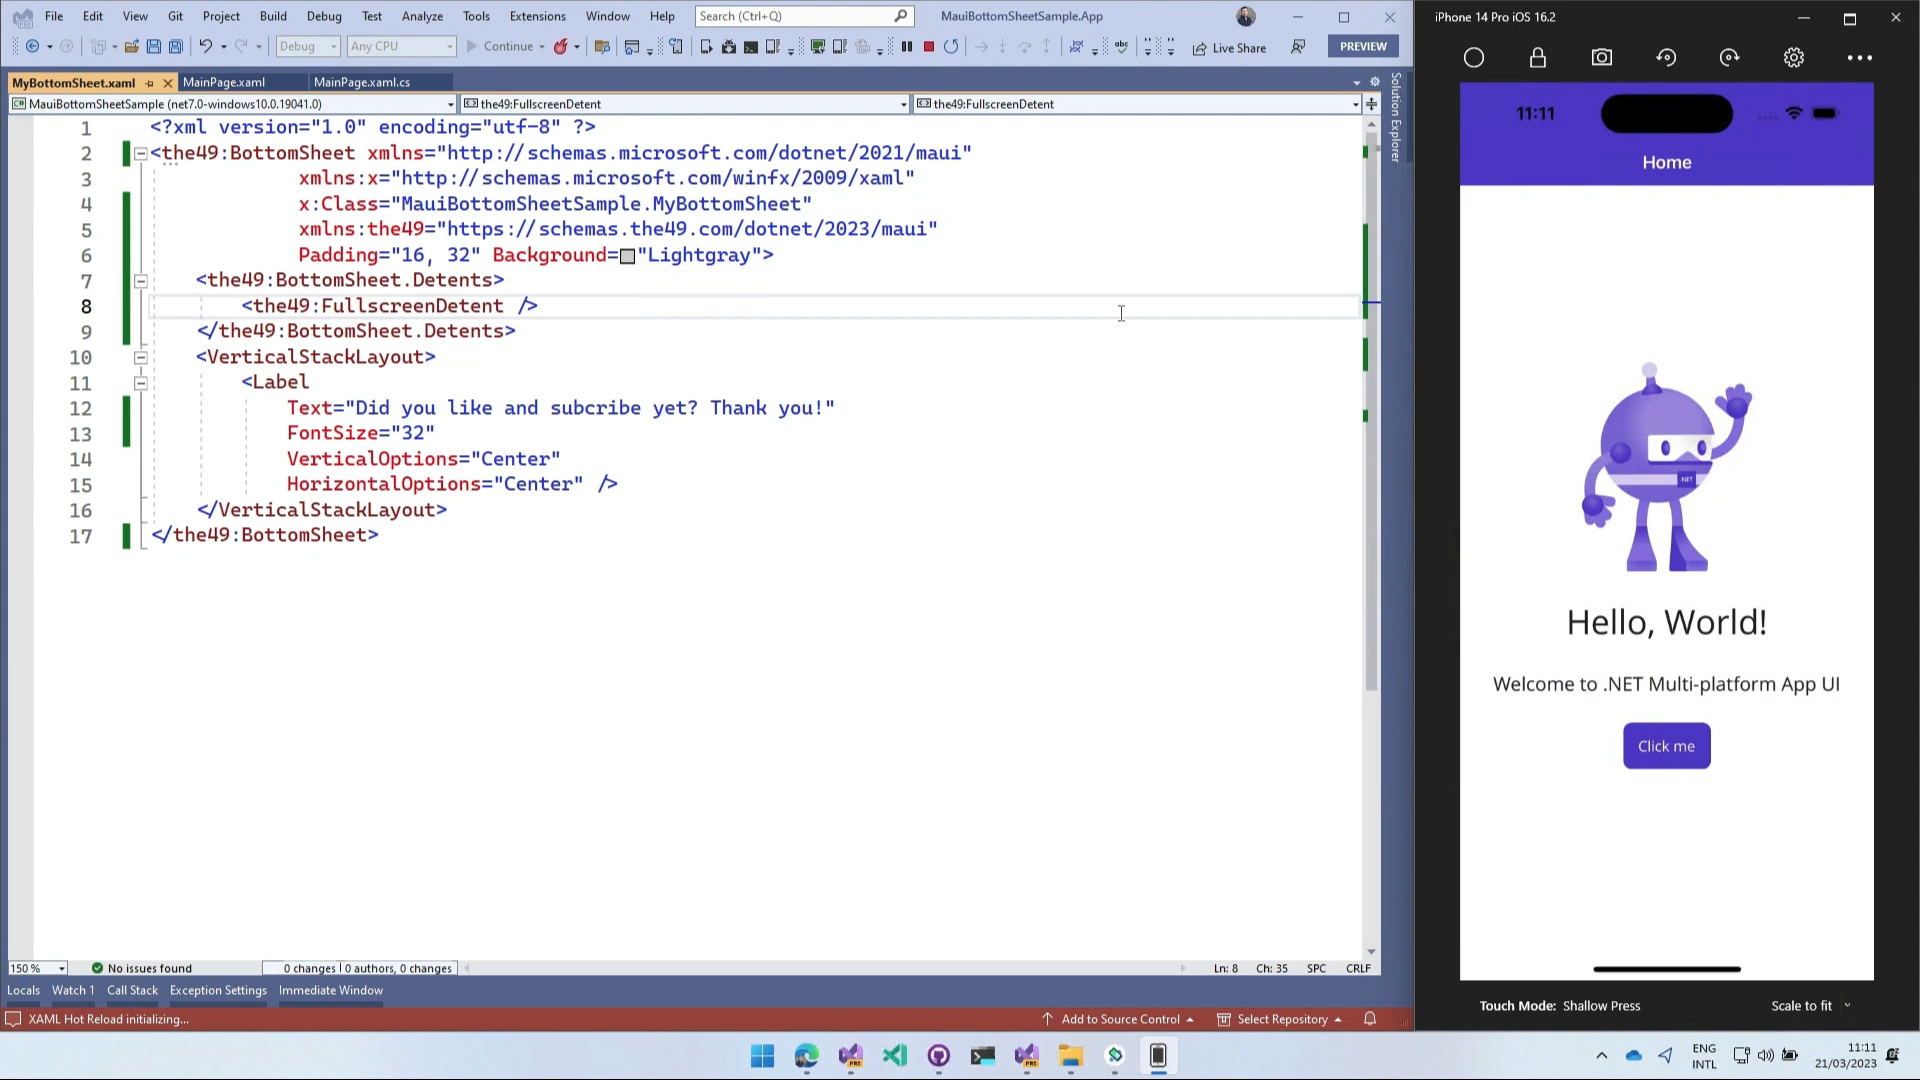 File Edit View Git Project Build Debug Test Analyze Tools Extensions Window Help Search (Ctrl+Q) MauiBottomSheetSample.App
Debug Any CPU Continue Live Share PREVIEW
MyBottomSheet.xaml MainPage.xaml MainPage.xaml.cs
MauiBottomSheetSample (net7.0-windows10.0.19041.0) the49:FullscreenDetent the49:FullscreenDetent
Solution Explorer
1 <?xml version="1.0" encoding="utf-8" ?>
2 <the49:BottomSheet xmlns="http://schemas.microsoft.com/dotnet/2021/maui"
3 xmlns:x="http://schemas.microsoft.com/winfx/2009/xaml"
4 x:Class="MauiBottomSheetSample.MyBottomSheet"
5 xmlns:the49="https://schemas.the49.com/dotnet/2023/maui"
6 Padding="16, 32" Background="Lightgray">
7 <the49:BottomSheet.Detents>
8 <the49:FullscreenDetent />
9 </the49:BottomSheet.Detents>
10 <VerticalStackLayout>
11 <Label
12 Text="Did you like and subcribe yet? Thank you!"
13 FontSize="32"
14 VerticalOptions="Center"
15 HorizontalOptions="Center" />
16 </VerticalStackLayout>
17 </the49:BottomSheet>
150 % No issues found 0 changes | 0 authors, 0 changes Ln: 8 Ch: 35 SPC CRLF
Locals Watch 1 Call Stack Exception Settings Immediate Window
XAML Hot Reload initializing... Add to Source Control Select Repository
iPhone 14 Pro iOS 16.2
11:11
Home
.NET
Hello, World!
Welcome to .NET Multi-platform App UI
Click me
Touch Mode: Shallow Press Scale to fit
PRE PRE
ENG
INTL
11:11
21/03/2023